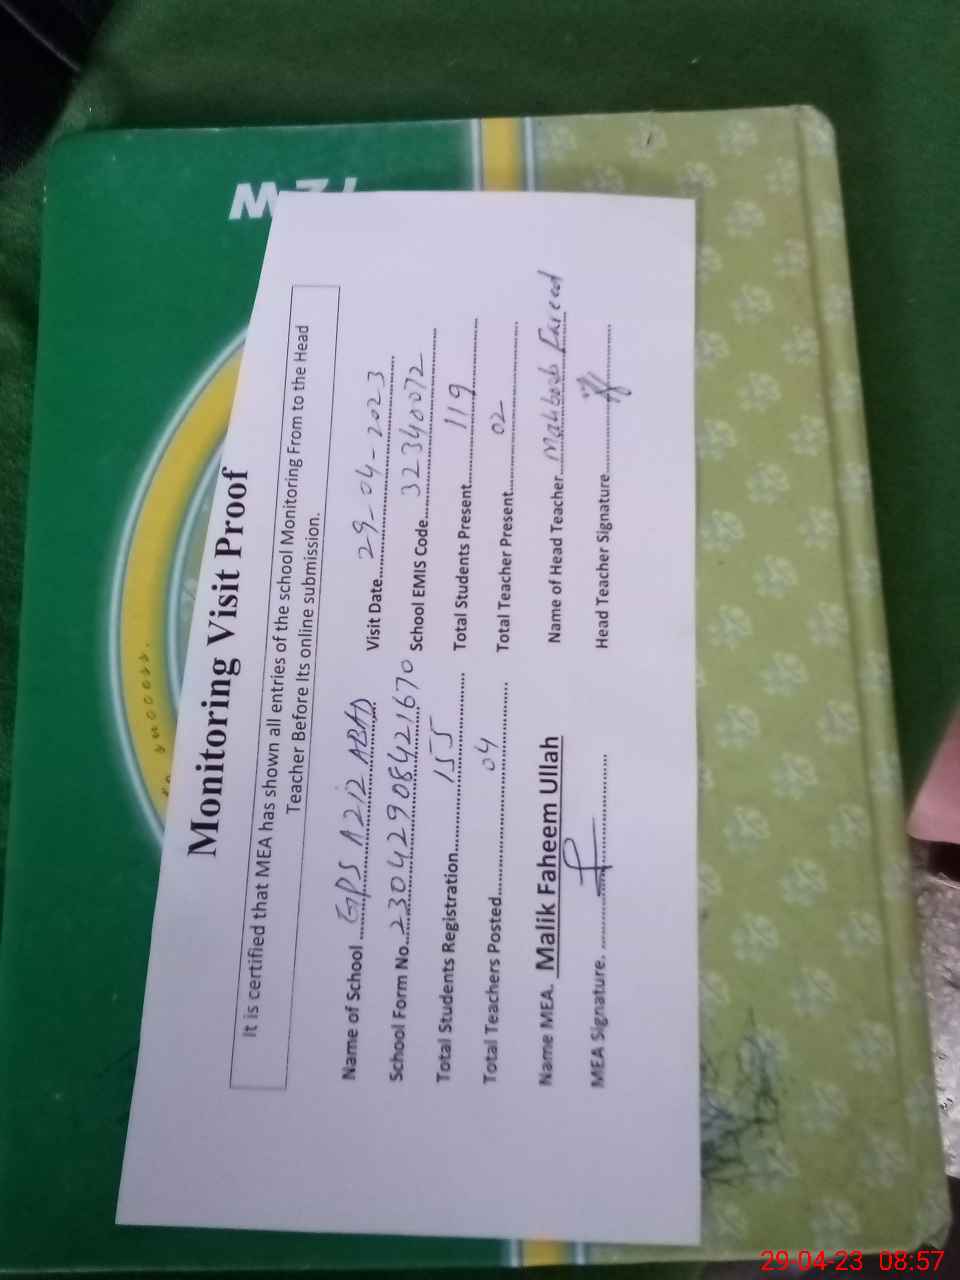 Monitoring Visit Proof
It is certified that MEA has shown all entries of the school Monitoring From to the Head
Teacher Before Its online submission.
Name of School GPS AZIZ ABAD Visit Date 29-04-2023
School Form No. 230429084421670 School EMIS Code 32340072
Total Students Registration 155 Total Students Present 119
Total Teachers Posted 04 Total Teacher Present 02
Name MEA. Malik Faheem Ullah Name of Head Teacher Mahboob Fareed
MEA Signature. Head Teacher Signature
success.
29-04-23 08:57